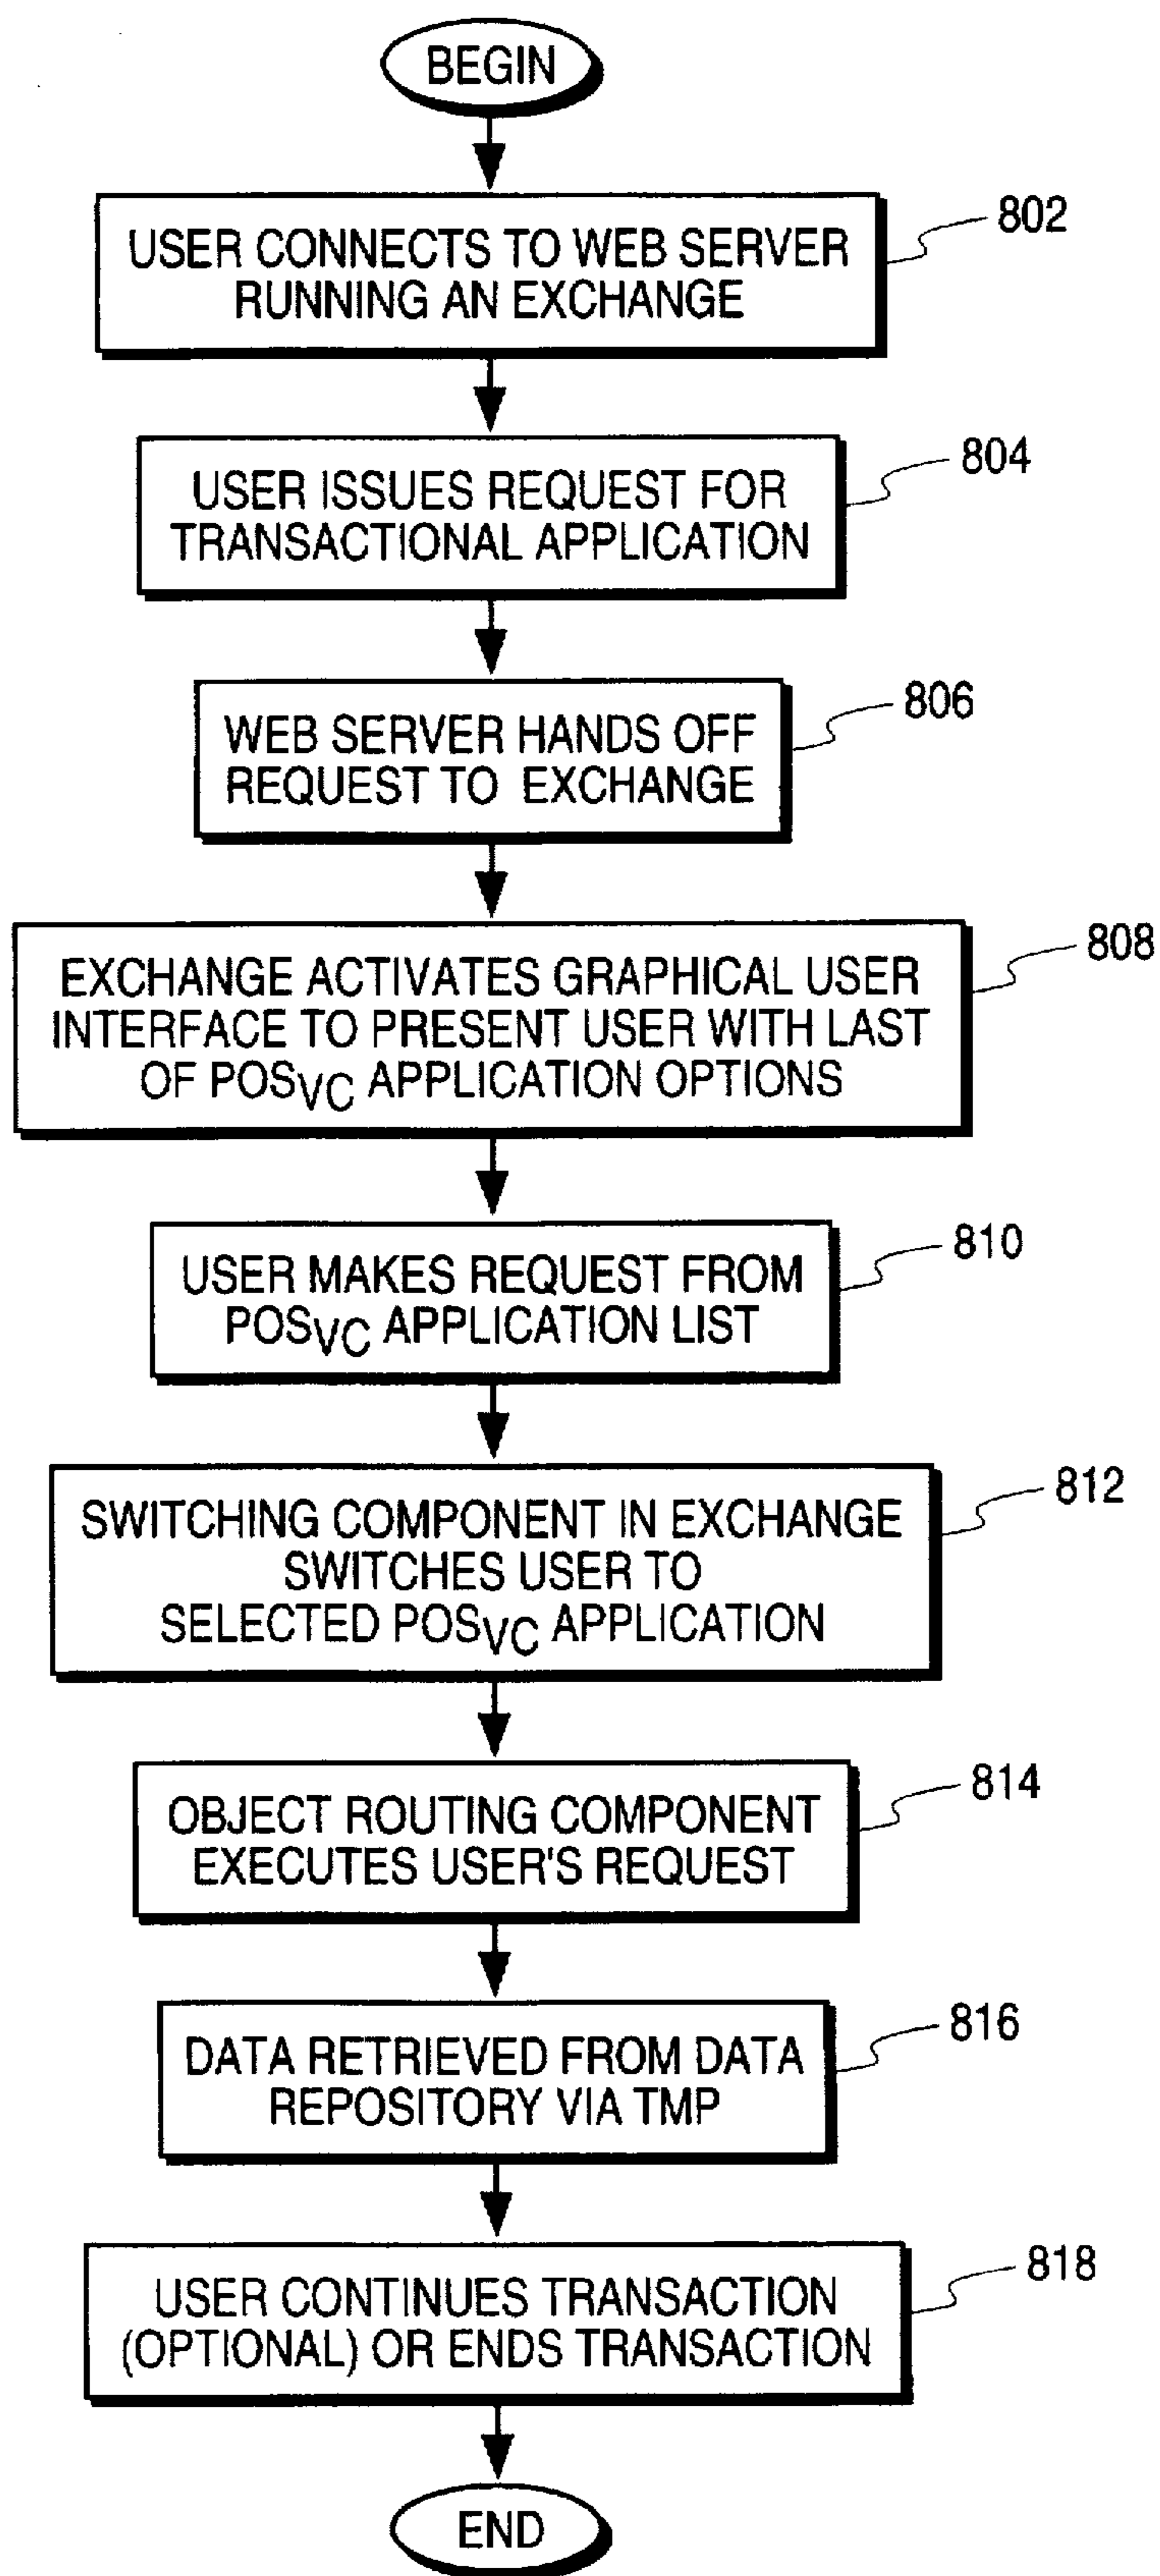 BEGIN
USER CONNECTS TO WEB SERVER
RUNNING AN EXCHANGE
802
USER ISSUES REQUEST FOR
TRANSACTIONAL APPLICATION
804
WEB SERVER HANDS OFF
REQUEST TO EXCHANGE
806
EXCHANGE ACTIVATES GRAPHICAL USER
INTERFACE TO PRESENT USER WITH LAST
OF POSVC APPLICATION OPTIONS
808
USER MAKES REQUEST FROM
POSVC APPLICATION LIST
810
SWITCHING COMPONENT IN EXCHANGE
SWITCHES USER TO
SELECTED POSVC APPLICATION
812
OBJECT ROUTING COMPONENT
EXECUTES USER'S REQUEST
814
DATA RETRIEVED FROM DATA
REPOSITORY VIA TMP
816
USER CONTINUES TRANSACTION
(OPTIONAL) OR ENDS TRANSACTION
818
END